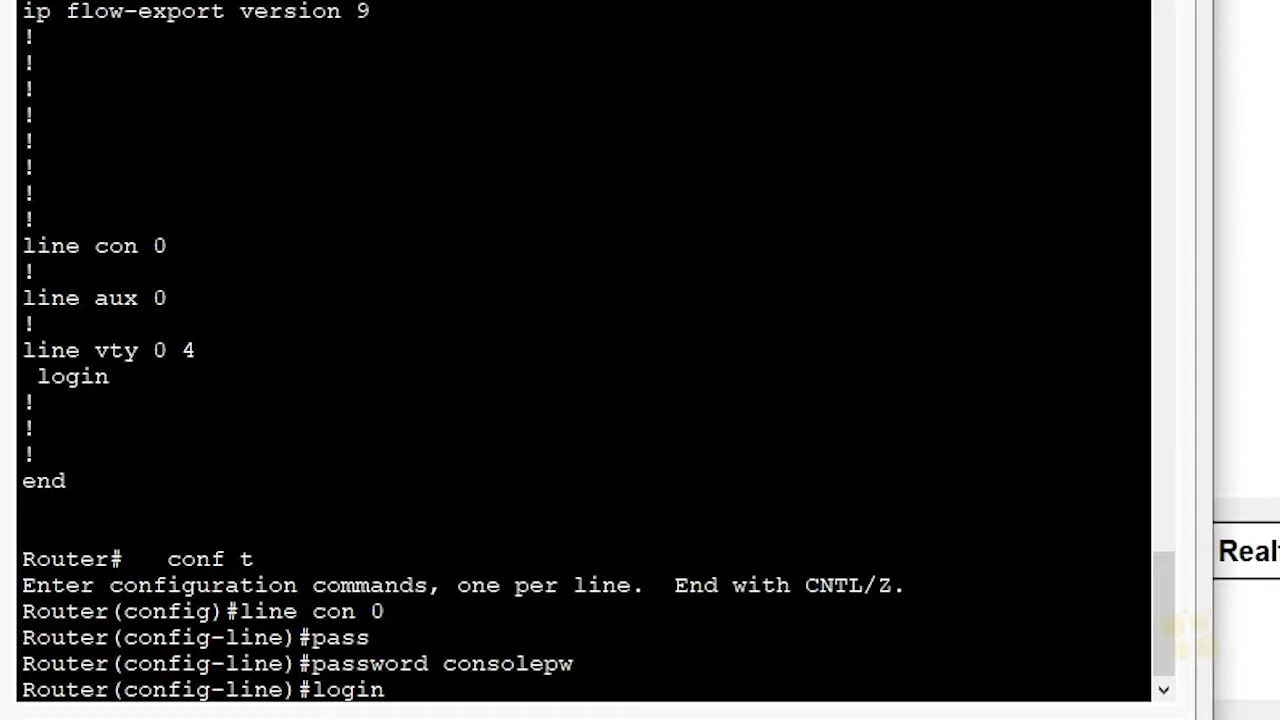 ip flow-export version 9
!
!
!
!
!
!
!
!
line con 0
!
line aux 0
!
line vty 0 4
 login
!
!
!
end
Router#   conf t
Enter configuration commands, one per line.  End with CNTL/Z.
Router(config)#line con 0
Router(config-line)#pass
Router(config-line)#password consolepw
Router(config-line)#login